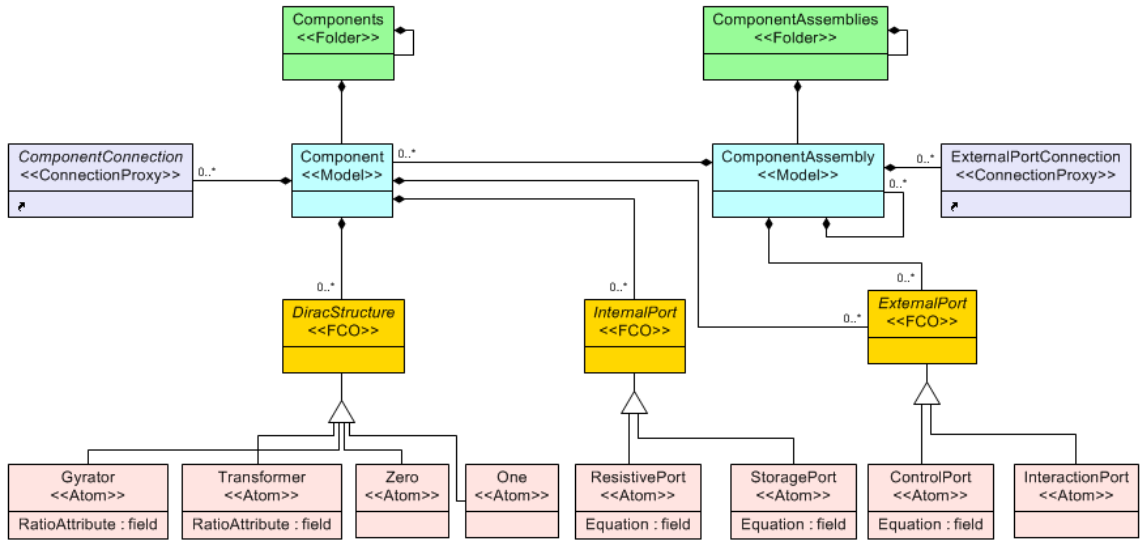 Components
<<Folder>>
ComponentAssemblies
<<Folder>>
ComponentConnection
<<ConnectionProxy>>
0..*
Component
<<Model>>
0..*
ComponentAssembly
<<Model>>
0..*
0..*
ExternalPortConnection
<<ConnectionProxy>>
0..*
DiracStructure
<<FCO>>
0..*
InternalPort
<<FCO>>
0..*
0..*
ExternalPort
<<FCO>>
Gyrator
<<Atom>>
RatioAttribute : field
Transformer
<<Atom>>
RatioAttribute : field
Zero
<<Atom>>
One
<<Atom>>
ResistivePort
<<Atom>>
Equation : field
StoragePort
<<Atom>>
Equation : field
ControlPort
<<Atom>>
Equation : field
InteractionPort
<<Atom>>